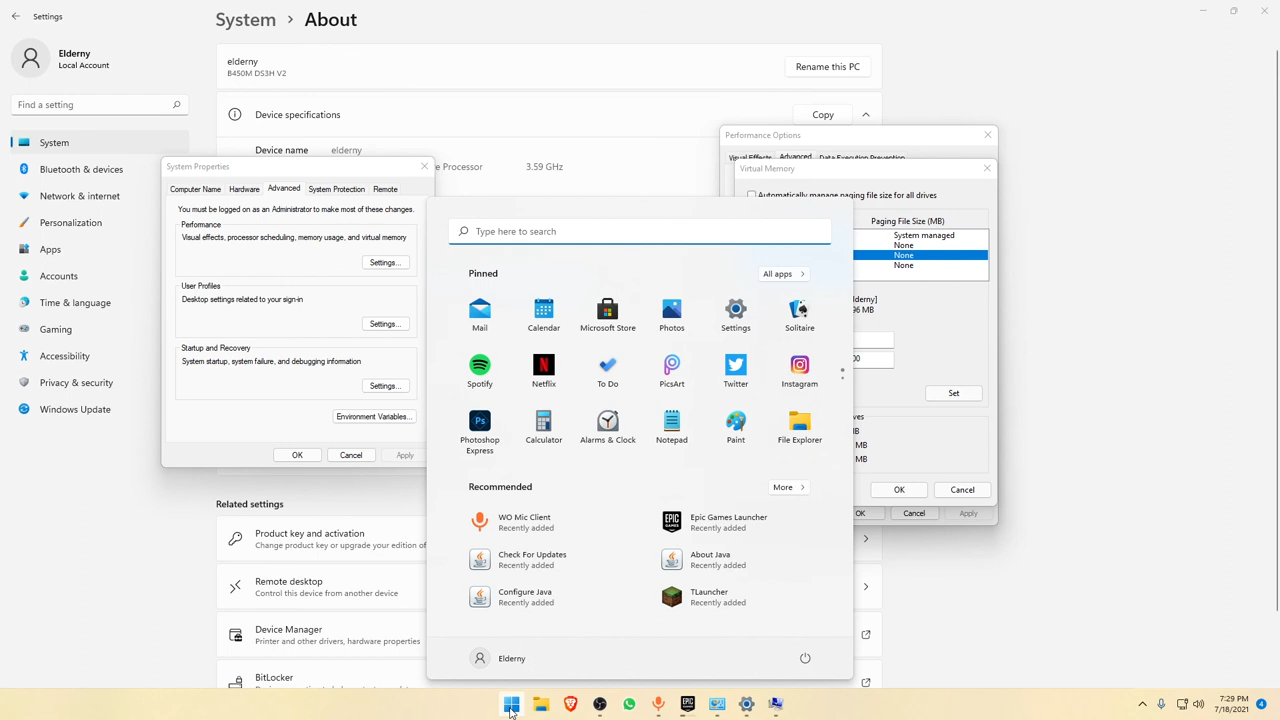 Settings
Elderny
Local Account
Find a setting
System
Bluetooth & devices
Network & internet
Personalization
Apps
Accounts
Time & language
Gaming
Accessibility
Privacy & security
Windows Update
System › About
elderny
B450M DS3H V2
Rename this PC
Device specifications
Copy
Device name elderny
Processor 3.59 GHz
System Properties
Computer Name Hardware Advanced System Protection Remote
You must be logged on as an Administrator to make most of these changes.
Performance
Visual effects, processor scheduling, memory usage, and virtual memory
Settings...
User Profiles
Desktop settings related to your sign-in
Settings...
Startup and Recovery
System startup, system failure, and debugging information
Settings...
Environment Variables...
OK Cancel Apply
Related settings
Product key and activation
Change product key or upgrade your edition of
Remote desktop
Control this device from another device
Device Manager
Printer and other drivers, hardware properties
BitLocker
Performance Options
Visual Effects Advanced Data Execution Prevention
Virtual Memory
Automatically manage paging file size for all drives
Paging File Size (MB)
System managed
None
None
None
elderny]
96 MB
00
Set
ves
MB
MB
MB
OK Cancel
OK Cancel Apply
Type here to search
Pinned
All apps
Mail Calendar Microsoft Store Photos Settings Solitaire
Spotify Netflix To Do PicsArt Twitter Instagram
Photoshop Express Calculator Alarms & Clock Notepad Paint File Explorer
Recommended
More
WO Mic Client
Recently added
Epic Games Launcher
Recently added
Check For Updates
Recently added
About Java
Recently added
Configure Java
Recently added
TLauncher
Recently added
Elderny
7:29 PM
7/18/2021
4